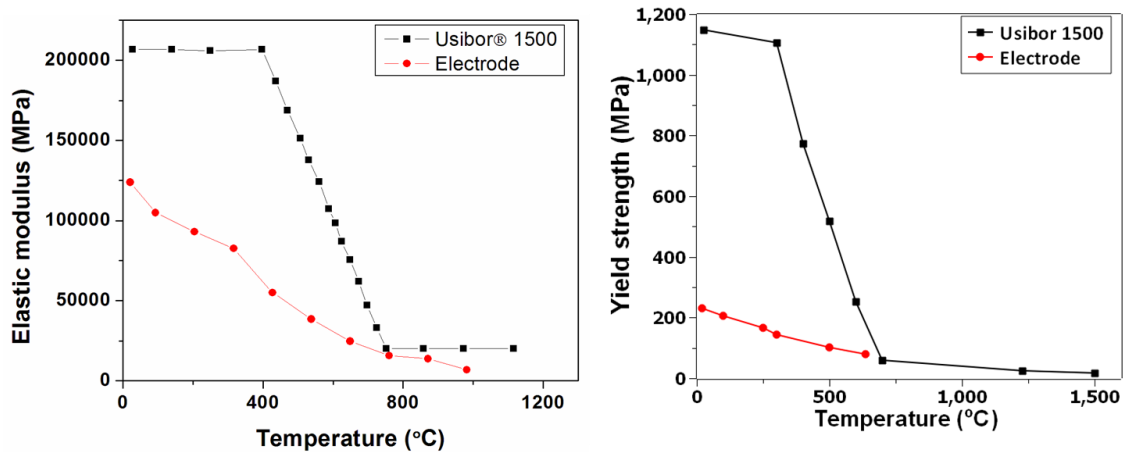 Elastic modulus (MPa)
200000
150000
100000
50000
0
Usibor® 1500
Electrode
0 400 800 1200
Temperature (°C)
Yield strength (MPa)
1,200
1,000
800
600
400
200
0
Usibor 1500
Electrode
0 500 1,000 1,500
Temperature (ºC)